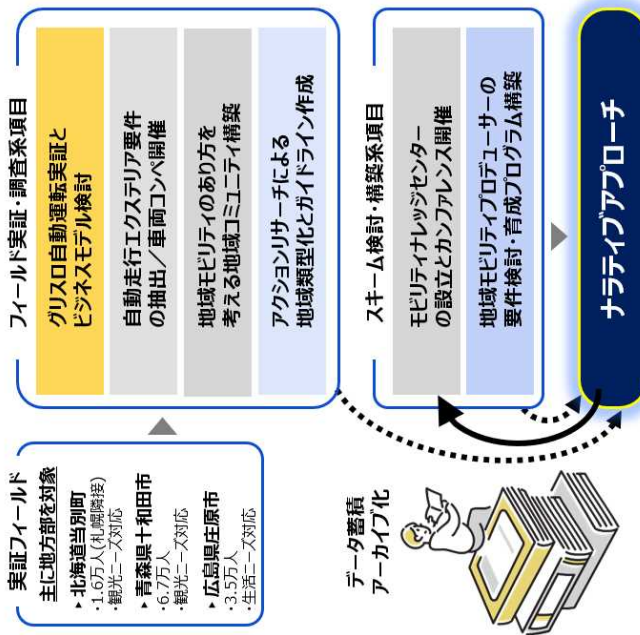 実証フィールド
主に地方部を対象
▸ 北海道当別町
・1.6万人(札幌隣接)
・観光ニーズ対応
▸ 青森県十和田市
・6.7万人
・観光ニーズ対応
▸ 広島県庄原市
・3.5万人
・生活ニーズ対応
フィールド実証・調査系項目
グリスロ自動運転実証と
ビジネスモデル検討
自動走行エクステリア要件
の抽出／車両コンペ開催
地域モビリティのあり方を
考える地域コミュニティ構築
アクションリサーチによる
地域類型化とガイドライン作成
スキーム検討・構築系項目
モビリティナレッジセンター
の設立とカンファレンス開催
地域モビリティプロデューサーの
要件検討・育成プログラム構築
データ蓄積
アーカイブ化
ナラティブアプローチ